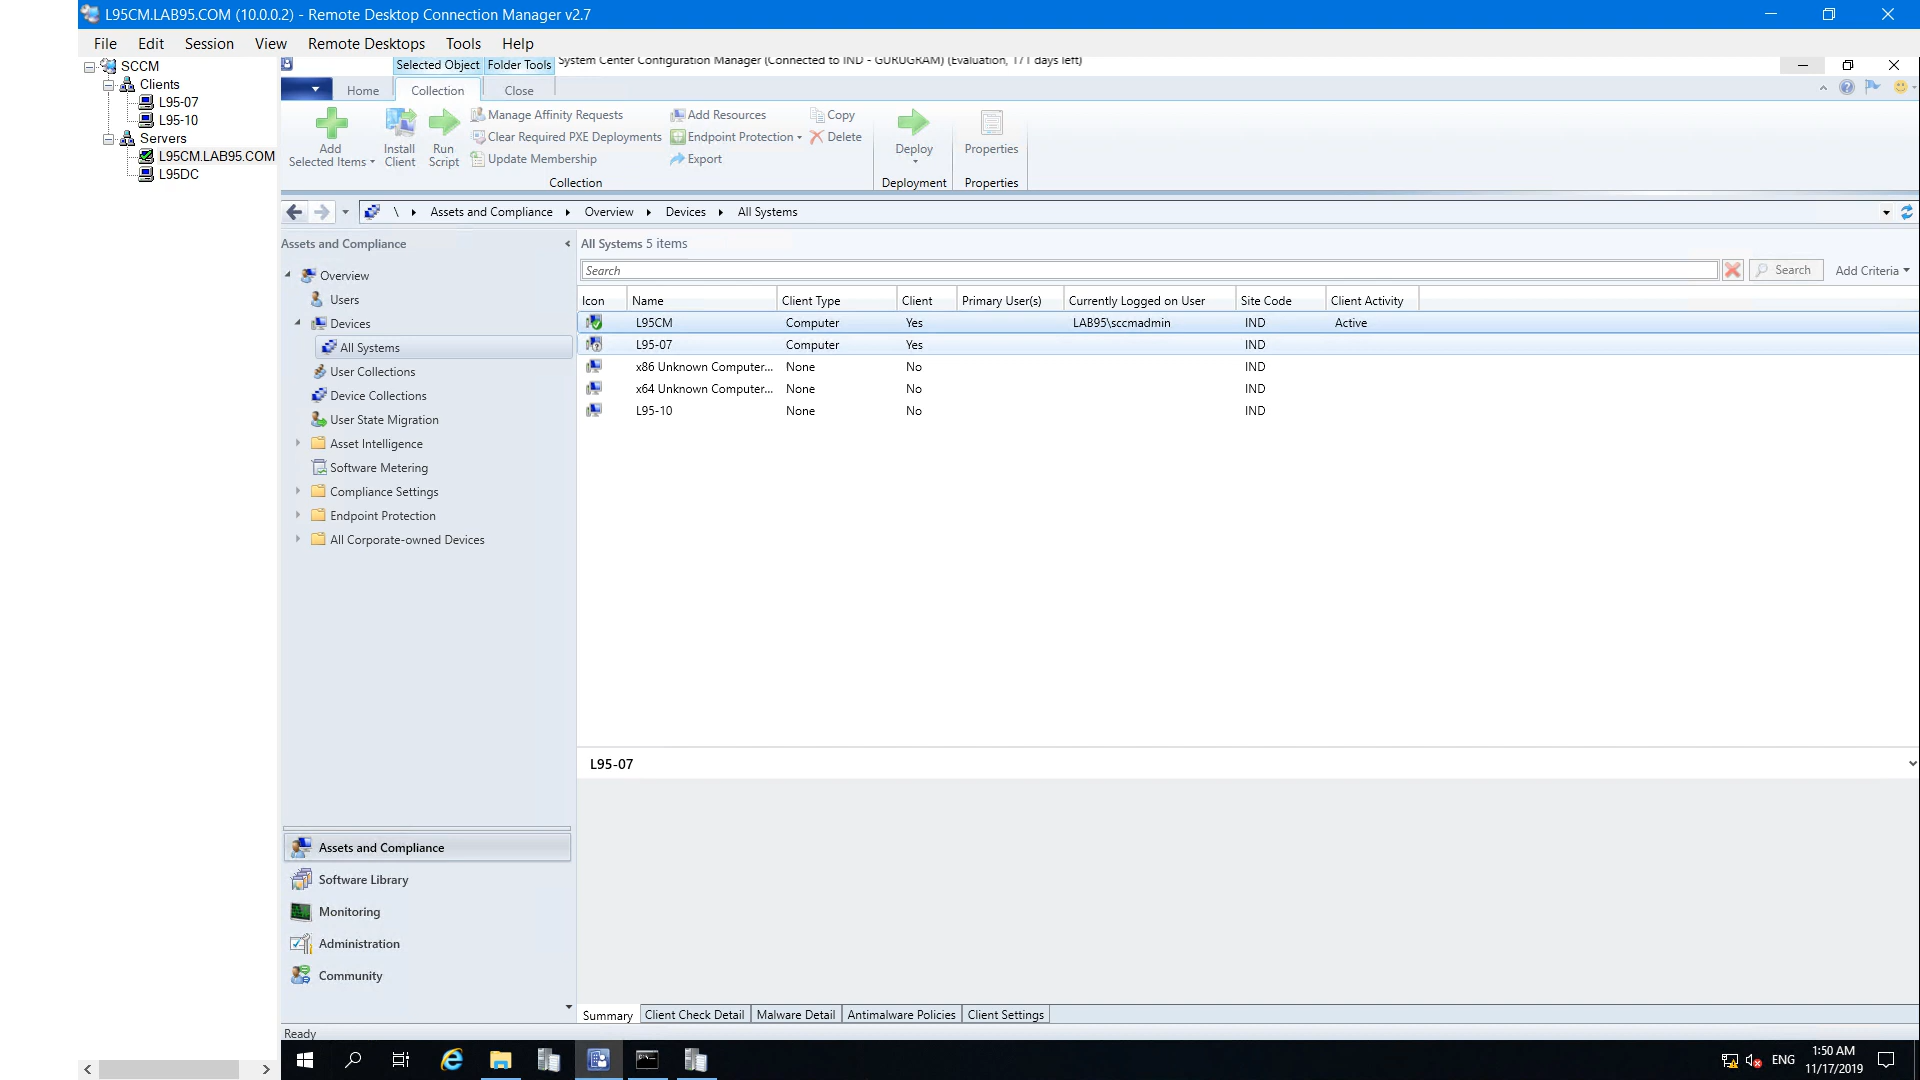 L95CM.LAB95.COM (10.0.0.2) - Remote Desktop Connection Manager v2.7
File Edit Session View Remote Desktops Tools Help
SCCM
Clients
L95-07
L95-10
Servers
L95CM.LAB95.COM
L95DC
Selected Object Folder Tools System Center Configuration Manager (Connected to IND - GURUGRAM) (Evaluation, 171 days left)
Home Collection Close
Add Selected Items
Install Client
Run Script
Manage Affinity Requests
Clear Required PXE Deployments
Update Membership
Add Resources
Endpoint Protection
Export
Copy
Delete
Collection
Deploy
Deployment
Properties
Properties
\ Assets and Compliance Overview Devices All Systems
Assets and Compliance
Overview
Users
Devices
All Systems
User Collections
Device Collections
User State Migration
Asset Intelligence
Software Metering
Compliance Settings
Endpoint Protection
All Corporate-owned Devices
Assets and Compliance
Software Library
Monitoring
Administration
Community
All Systems 5 items
Search Search Add Criteria
Icon Name Client Type Client Primary User(s) Currently Logged on User Site Code Client Activity
L95CM Computer Yes LAB95\sccmadmin IND Active
L95-07 Computer Yes IND
x86 Unknown Computer... None No IND
x64 Unknown Computer... None No IND
L95-10 None No IND
L95-07
Summary Client Check Detail Malware Detail Antimalware Policies Client Settings
Ready
ENG
1:50 AM
11/17/2019